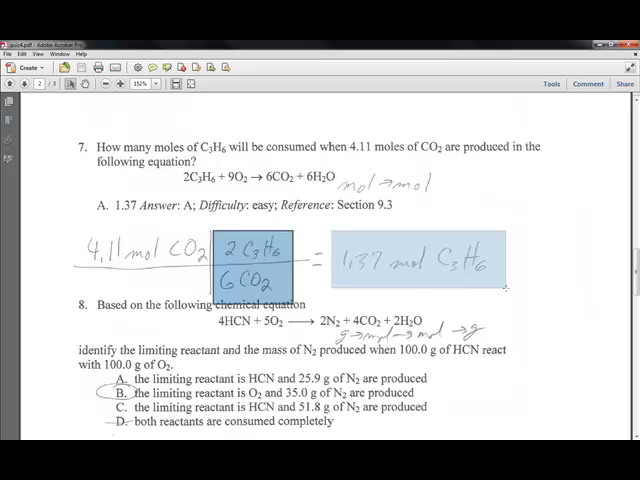 quiz4.pdf - Adobe Acrobat Pro
File Edit View Window Help
Create
2 / 3 152% Tools Comment Share
7. How many moles of C₃H₆ will be consumed when 4.11 moles of CO₂ are produced in the
following equation?
2C₃H₆ + 9O₂ → 6CO₂ + 6H₂O mol → mol
A. 1.37 Answer: A; Difficulty: easy; Reference: Section 9.3
4.11 mol CO₂ 2 C₃H₆ = 1.37 mol C₃H₆
6 CO₂
8. Based on the following chemical equation
4HCN + 5O₂ ⟶ 2N₂ + 4CO₂ + 2H₂O
g → mol → mol → g
identify the limiting reactant and the mass of N₂ produced when 100.0 g of HCN react
with 100.0 g of O₂.
A. the limiting reactant is HCN and 25.9 g of N₂ are produced
B. the limiting reactant is O₂ and 35.0 g of N₂ are produced
C. the limiting reactant is HCN and 51.8 g of N₂ are produced
D. both reactants are consumed completely